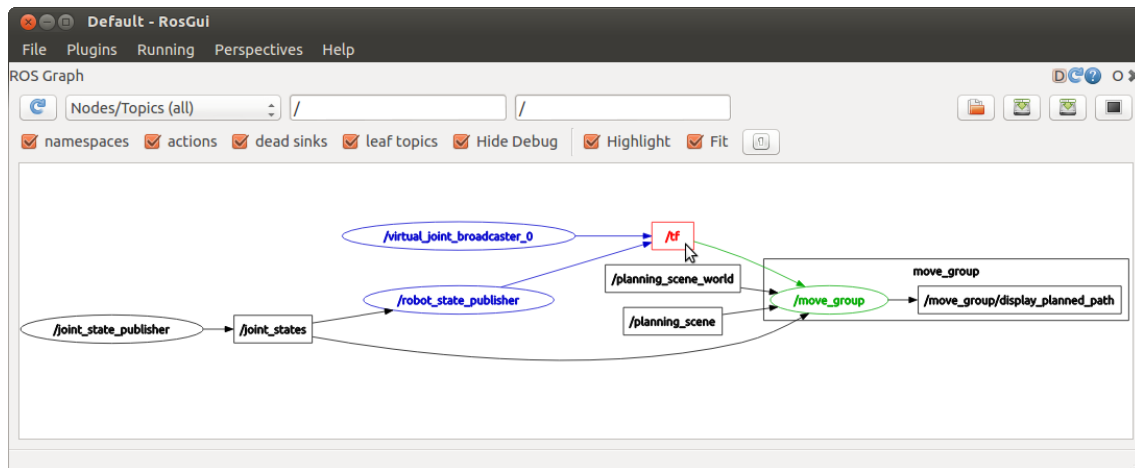 Default - RosGui
File Plugins Running Perspectives Help
ROS Graph D C ? O ✖
Nodes/Topics (all) / /
namespaces actions dead sinks leaf topics Hide Debug Highlight Fit
/virtual_joint_broadcaster_0 /tf
/planning_scene_world move_group
/robot_state_publisher /move_group /move_group/display_planned_path
/planning_scene
/joint_state_publisher /joint_states